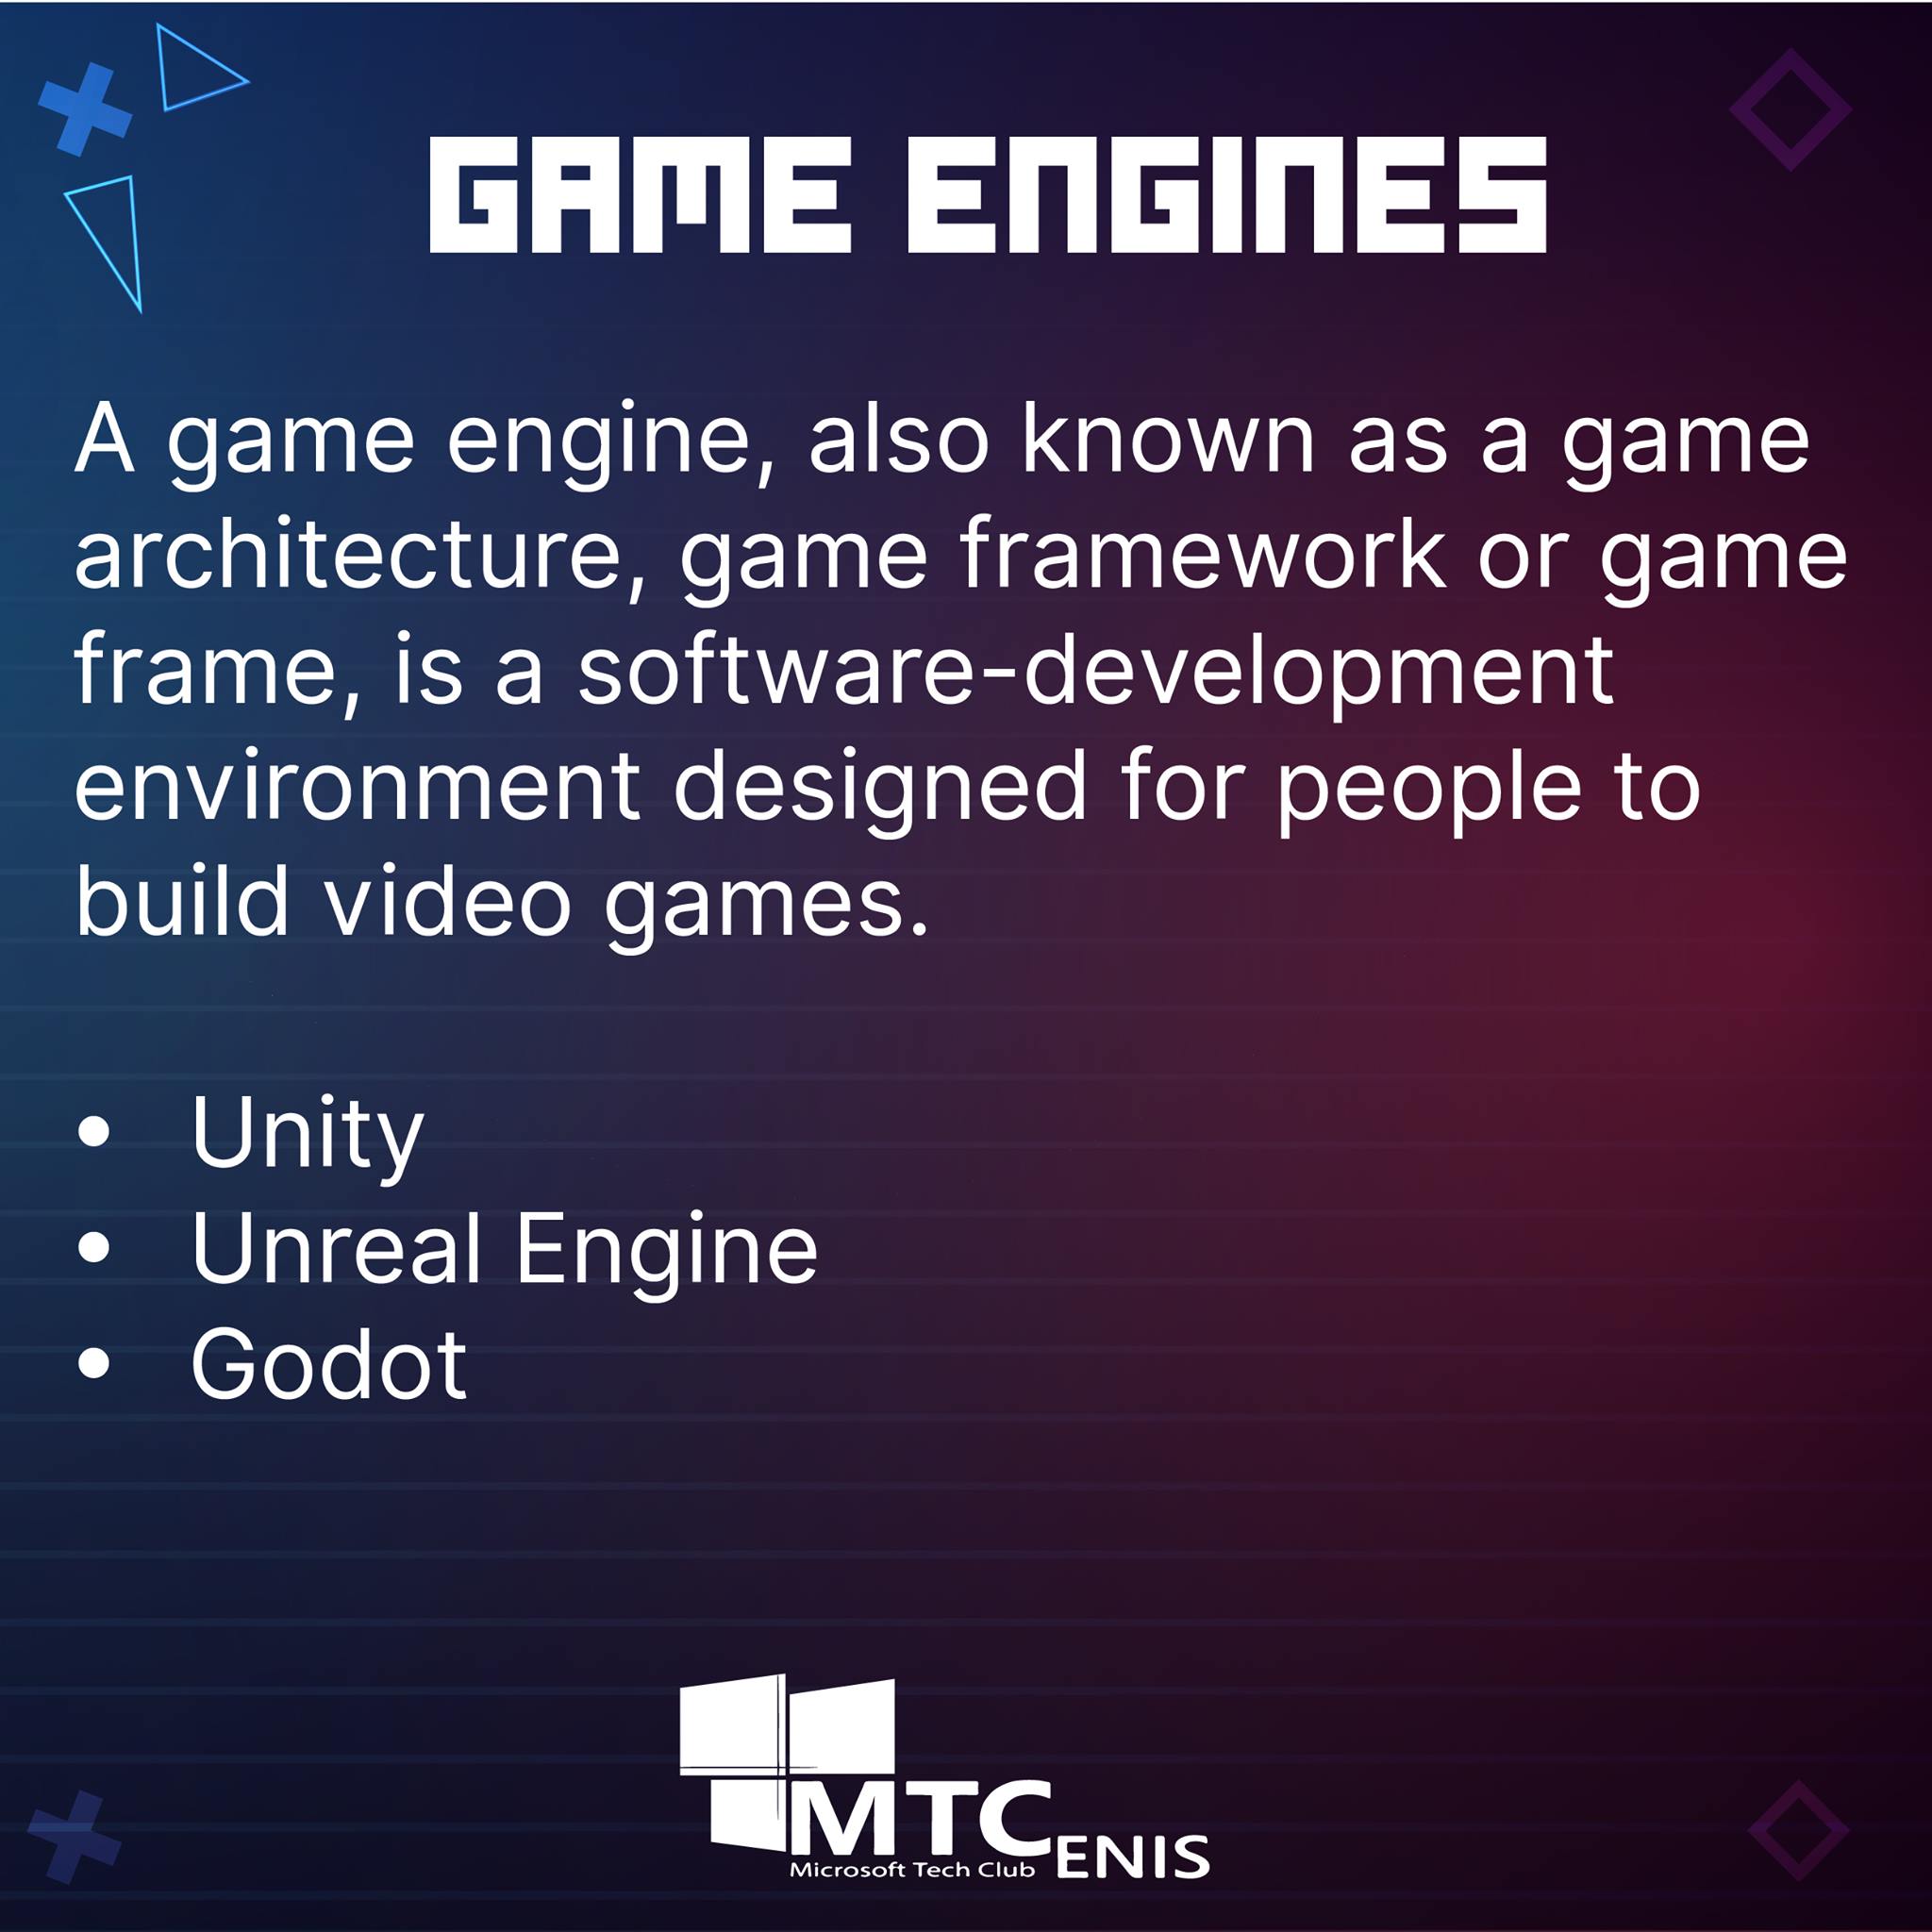 GAME ENGINES
A game engine, also known as a game
architecture, game framework or game
frame, is a software-development
environment designed for people to
build video games.
• Unity
• Unreal Engine
• Godot
MTC ENIS
Microsoft Tech Club